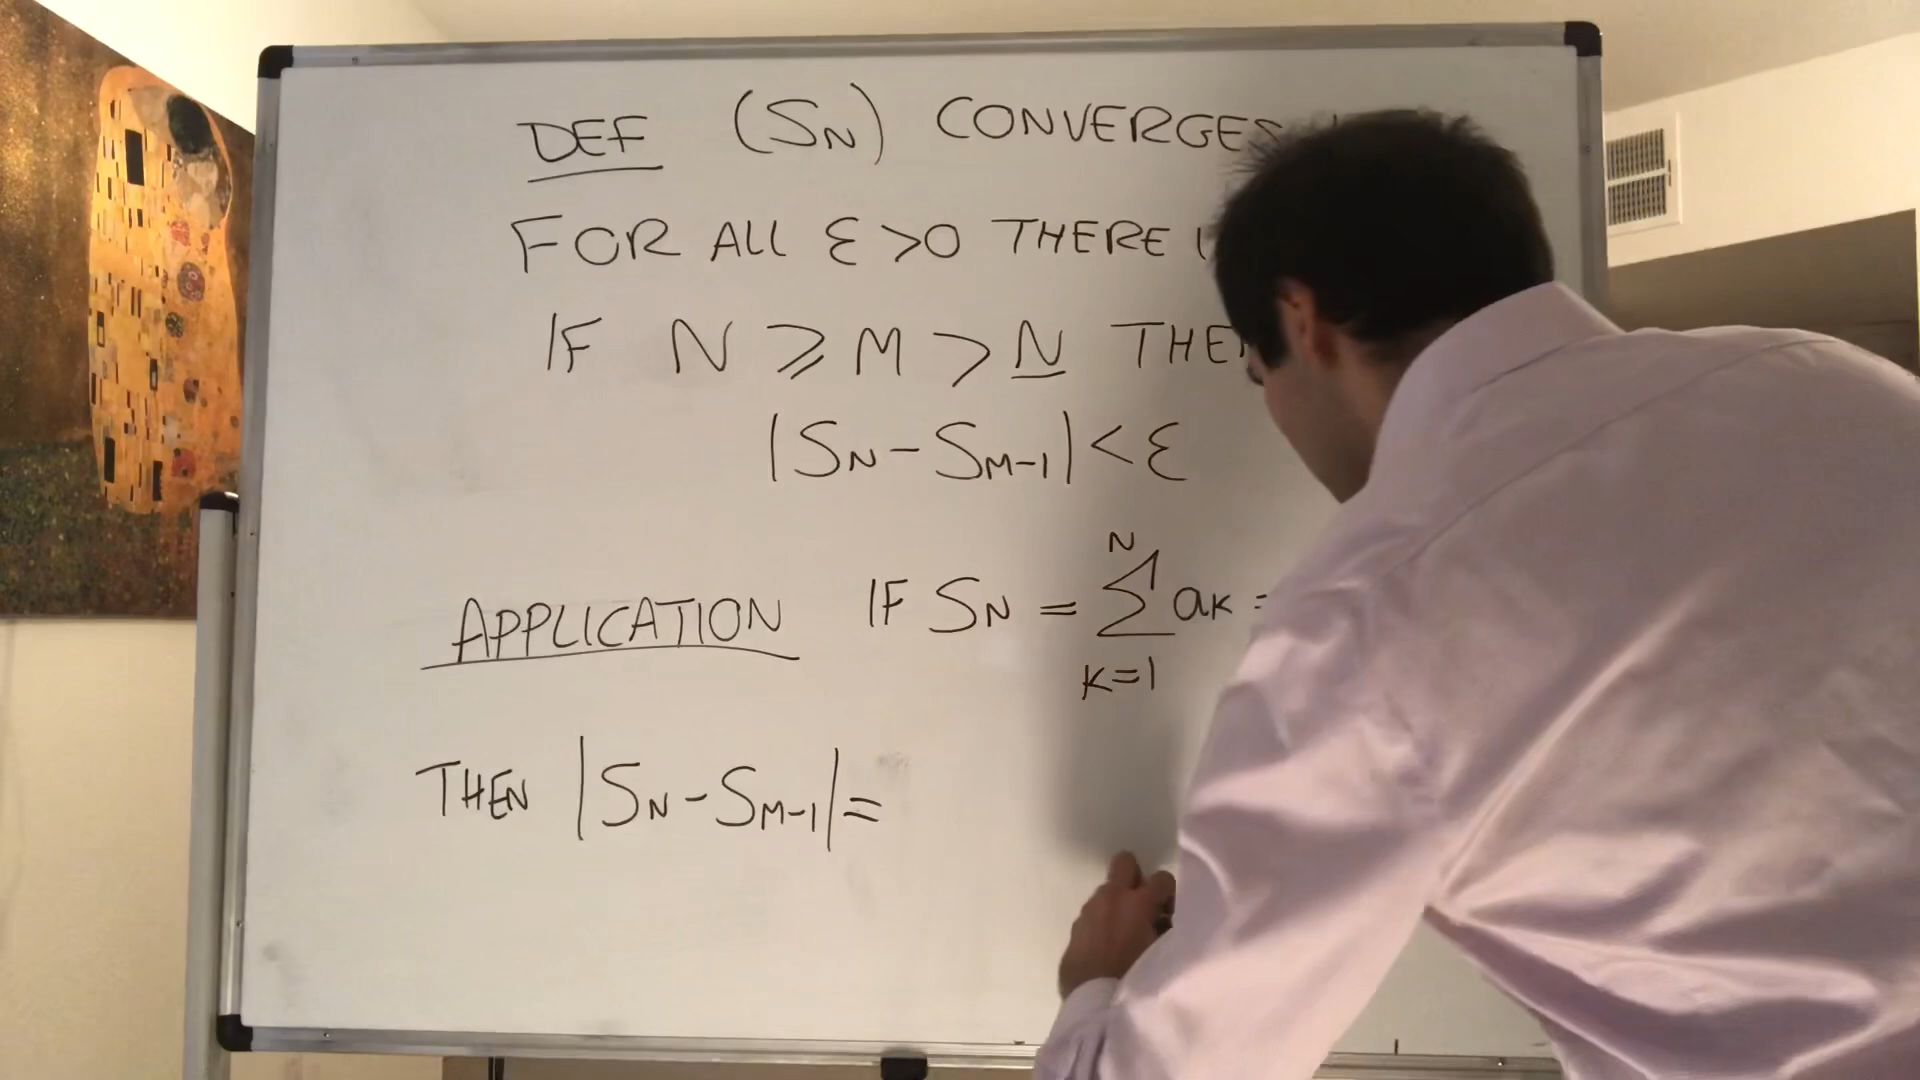 DEF (SN) CONVERGES
FOR ALL ε>0 THERE
IF N ⩾ M > N THE
|SN-SM-1|<ε
APPLICATION IF SN = N∑K=1 aK =
THEN |SN-SM-1|=